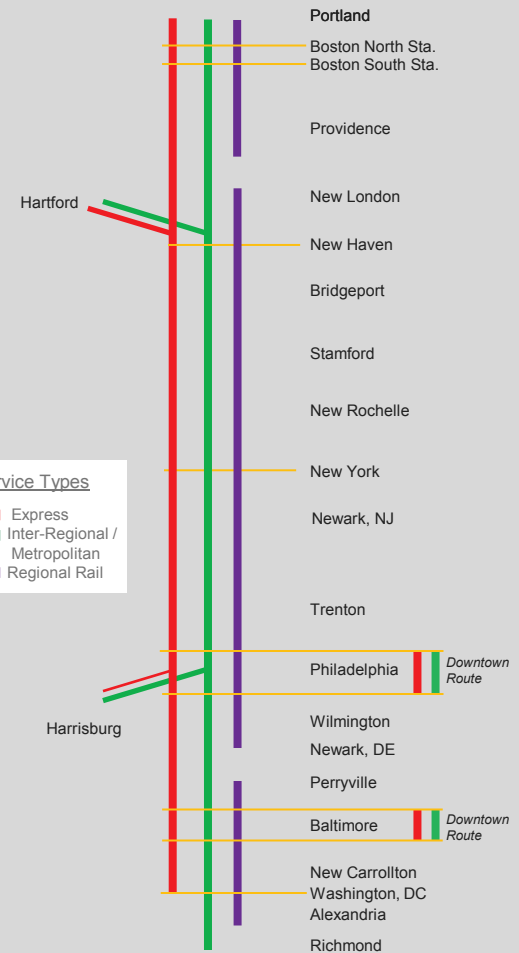 Portland
Boston North Sta.
Boston South Sta.
Providence
Hartford
New London
New Haven
Bridgeport
Stamford
New Rochelle
New York
rvice Types
Express
Inter-Regional /
Metropolitan
Regional Rail
Newark, NJ
Trenton
Philadelphia
Downtown
Route
Harrisburg
Wilmington
Newark, DE
Perryville
Baltimore
Downtown
Route
New Carrollton
Washington, DC
Alexandria
Richmond